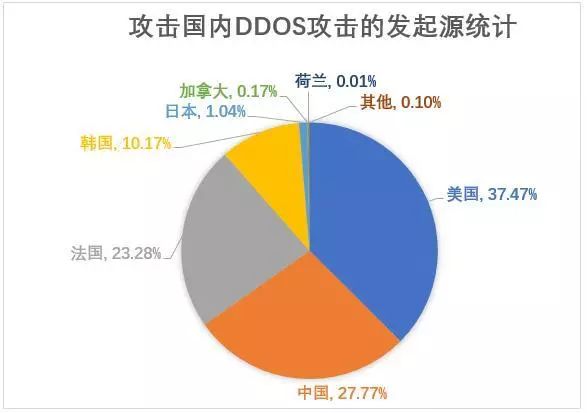 攻击国内DDOS攻击的发起源统计
荷兰, 0.01%
加拿大, 0.17%
其他, 0.10%
日本, 1.04%
韩国, 10.17%
美国, 37.47%
法国, 23.28%
中国, 27.77%